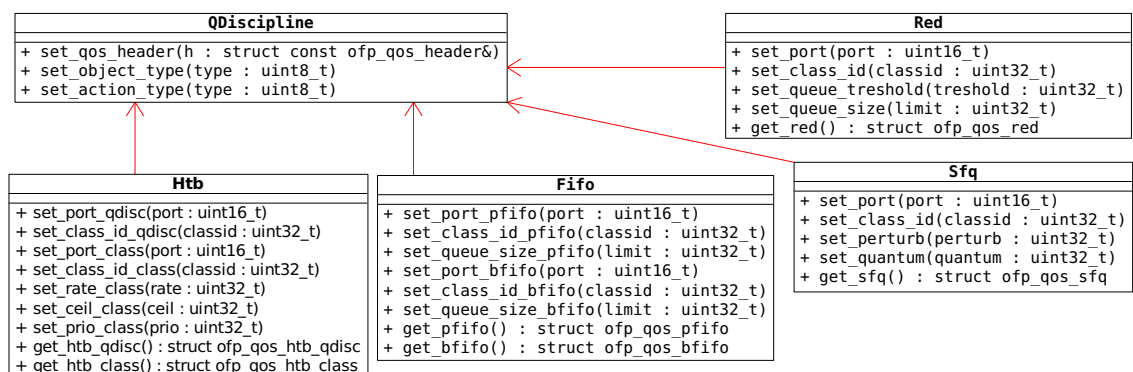 QDiscipline
+ set_qos_header(h : struct const ofp_qos_header&)
+ set_object_type(type : uint8_t)
+ set_action_type(type : uint8_t)
Red
+ set_port(port : uint16_t)
+ set_class_id(classid : uint32_t)
+ set_queue_treshold(treshold : uint32_t)
+ set_queue_size(limit : uint32_t)
+ get_red() : struct ofp_qos_red
Htb
+ set_port_qdisc(port : uint16_t)
+ set_class_id_qdisc(classid : uint32_t)
+ set_port_class(port : uint16_t)
+ set_class_id_class(classid : uint32_t)
+ set_rate_class(rate : uint32_t)
+ set_ceil_class(ceil : uint32_t)
+ set_prio_class(prio : uint32_t)
+ get_htb_qdisc() : struct ofp_qos_htb_qdisc
+ get_htb_class() : struct ofp_qos_htb_class
Fifo
+ set_port_pfifo(port : uint16_t)
+ set_class_id_pfifo(classid : uint32_t)
+ set_queue_size_pfifo(limit : uint32_t)
+ set_port_bfifo(port : uint16_t)
+ set_class_id_bfifo(classid : uint32_t)
+ set_queue_size_bfifo(limit : uint32_t)
+ get_pfifo() : struct ofp_qos_pfifo
+ get_bfifo() : struct ofp_qos_bfifo
Sfq
+ set_port(port : uint16_t)
+ set_class_id(classid : uint32_t)
+ set_perturb(perturb : uint32_t)
+ set_quantum(quantum : uint32_t)
+ get_sfq() : struct ofp_qos_sfq